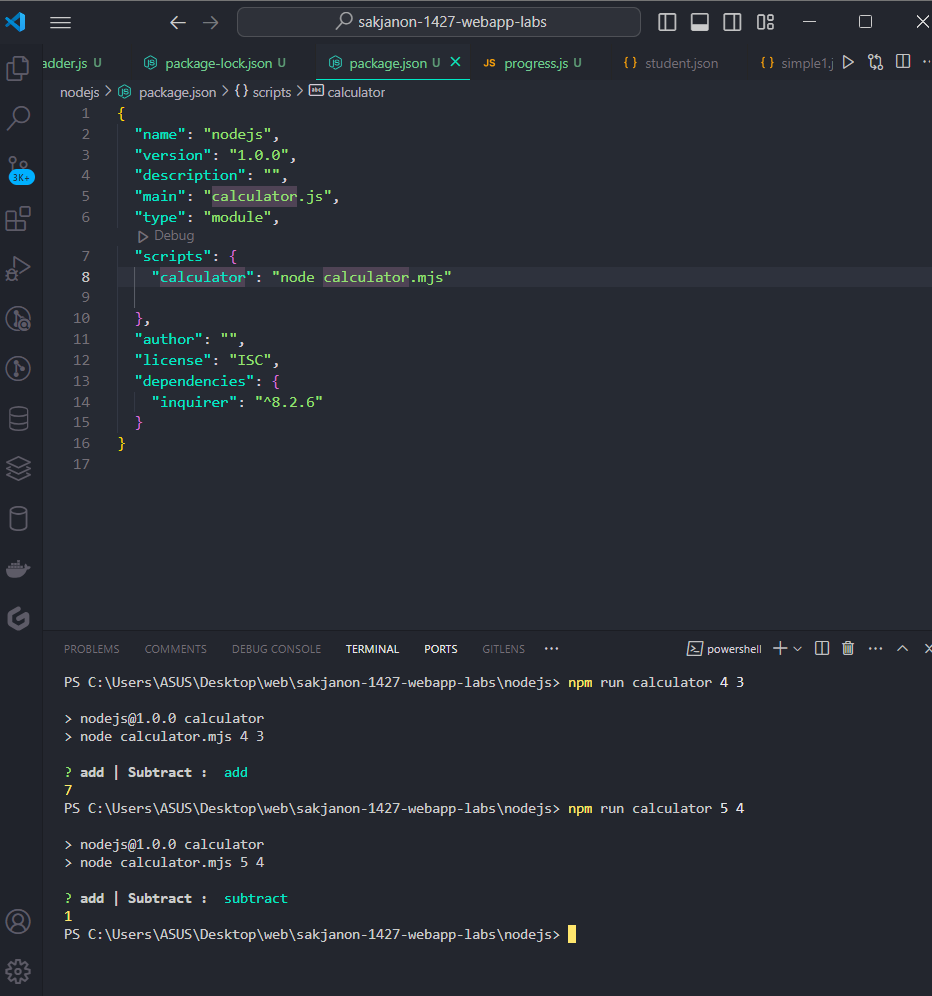 sakjanon-1427-webapp-labs
adder.js U
package-lock.json U
package.json U
JS progress.js U
{ } student.json
{ } simple1.j
nodejs > package.json > { } scripts > abc calculator
3K+
1 {
2 "name": "nodejs",
3 "version": "1.0.0",
4 "description": "",
5 "main": "calculator.js",
6 "type": "module",
Debug
7 "scripts": {
8 "calculator": "node calculator.mjs"
9
10 },
11 "author": "",
12 "license": "ISC",
13 "dependencies": {
14 "inquirer": "^8.2.6"
15 }
16 }
17
PROBLEMS COMMENTS DEBUG CONSOLE TERMINAL PORTS GITLENS ··· powershell
PS C:\Users\ASUS\Desktop\web\sakjanon-1427-webapp-labs\nodejs> npm run calculator 4 3
> nodejs@1.0.0 calculator
> node calculator.mjs 4 3
? add | Subtract :  add
7
PS C:\Users\ASUS\Desktop\web\sakjanon-1427-webapp-labs\nodejs> npm run calculator 5 4
> nodejs@1.0.0 calculator
> node calculator.mjs 5 4
? add | Subtract :  subtract
1
PS C:\Users\ASUS\Desktop\web\sakjanon-1427-webapp-labs\nodejs>